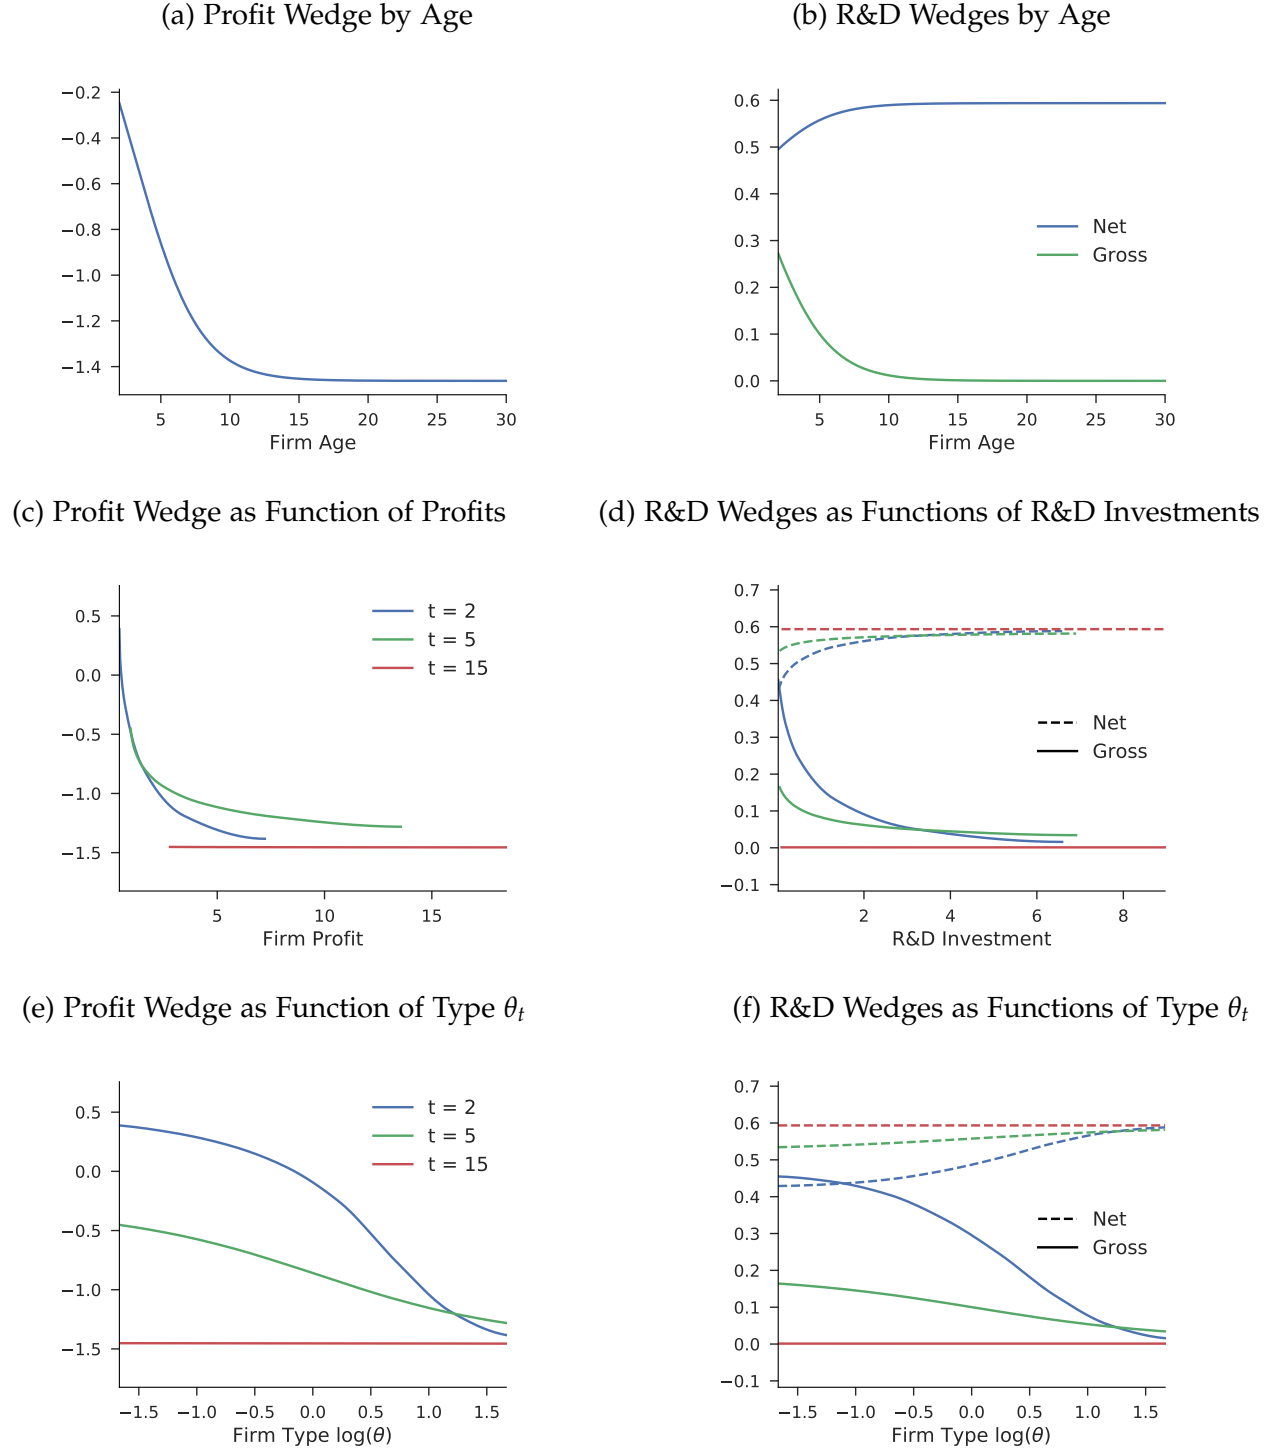 (a) Profit Wedge by Age
−0.2
−0.4
−0.6
−0.8
−1.0
−1.2
−1.4
5 10 15 20 25 30
Firm Age
(b) R&D Wedges by Age
0.6
0.5
0.4
0.3
0.2
0.1
0.0
Net
Gross
5 10 15 20 25 30
Firm Age
(c) Profit Wedge as Function of Profits
0.5
0.0
−0.5
−1.0
−1.5
t = 2
t = 5
t = 15
5 10 15
Firm Profit
(d) R&D Wedges as Functions of R&D Investments
0.7
0.6
0.5
0.4
0.3
0.2
0.1
0.0
−0.1
Net
Gross
2 4 6 8
R&D Investment
(e) Profit Wedge as Function of Type θt
0.5
0.0
−0.5
−1.0
−1.5
t = 2
t = 5
t = 15
−1.5 −1.0 −0.5 0.0 0.5 1.0 1.5
Firm Type log(θ)
(f) R&D Wedges as Functions of Type θt
0.7
0.6
0.5
0.4
0.3
0.2
0.1
0.0
−0.1
Net
Gross
−1.5 −1.0 −0.5 0.0 0.5 1.0 1.5
Firm Type log(θ)